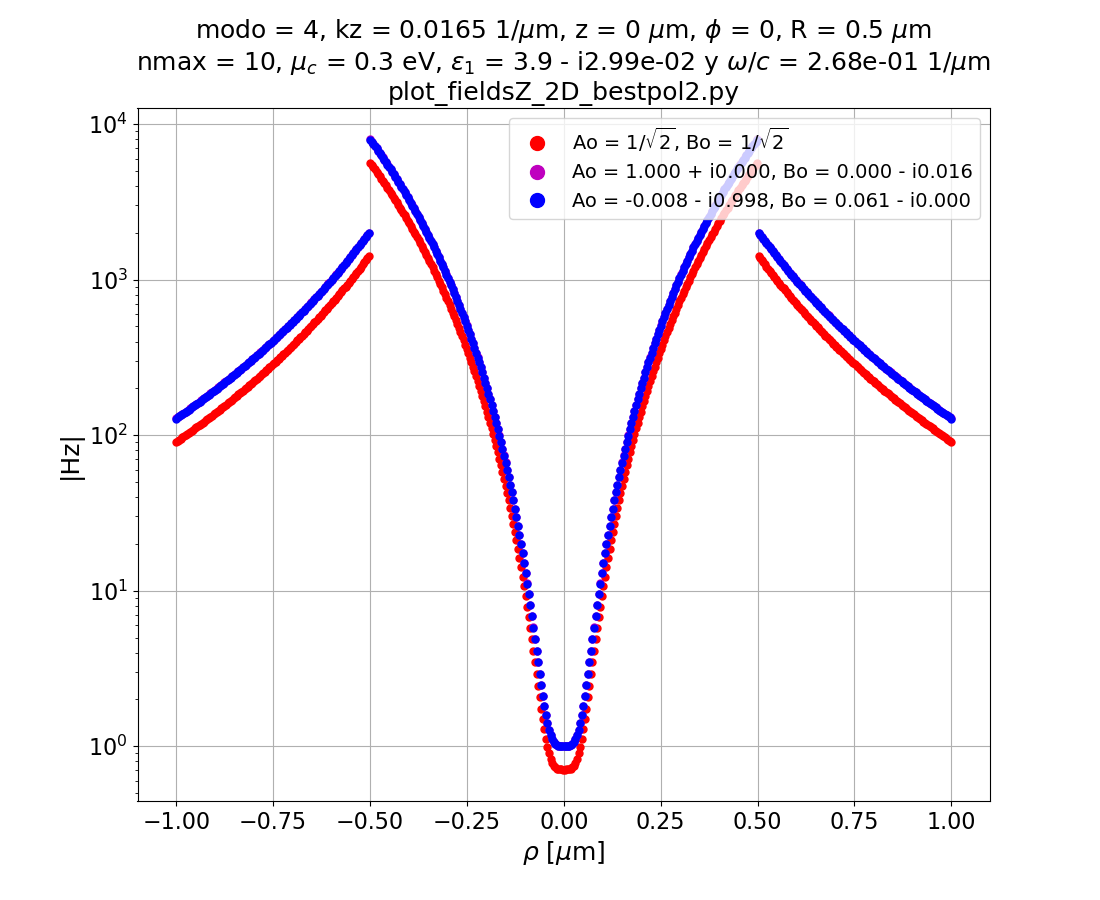 modo = 4, kz = 0.0165 1/μm, z = 0 μm, ϕ = 0, R = 0.5 μm
nmax = 10, μ_c = 0.3 eV, ε_1 = 3.9 - i2.99e-02 y ω/c = 2.68e-01 1/μm
plot_fieldsZ_2D_bestpol2.py
Ao = 1/√2, Bo = 1/√2
Ao = 1.000 + i0.000, Bo = 0.000 - i0.016
Ao = -0.008 - i0.998, Bo = 0.061 - i0.000
|Hz|
10^4
10^3
10^2
10^1
10^0
−1.00 −0.75 −0.50 −0.25 0.00 0.25 0.50 0.75 1.00
ρ [μm]